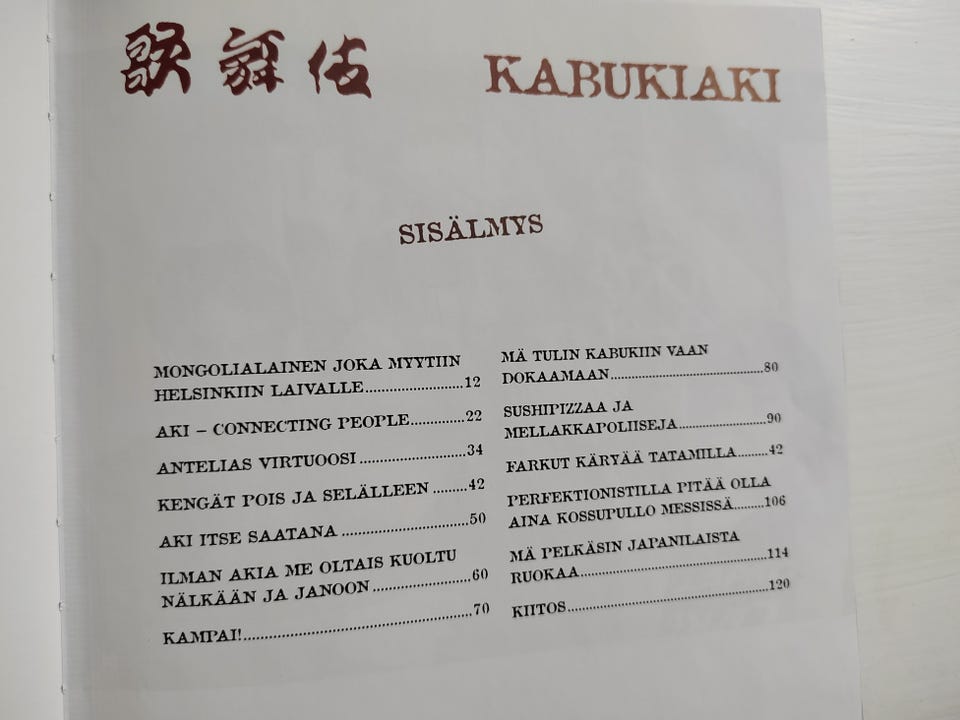 歌舞伎 KABUKIAKI
SISÄLMYS
MONGOLIALAINEN JOKA MYYTIIN
HELSINKIIN LAIVALLE........................12
AKI – CONNECTING PEOPLE.............22
ANTELIAS VIRTUOOSI..........................34
KENGÄT POIS JA SELÄLLEEN.........42
AKI ITSE SAATANA...............................50
ILMAN AKIA ME OLTAIS KUOLTU
NÄLKÄÄN JA JANOON.......................60
KAMPAI!......................................................70
MÄ TULIN KABUKIIN VAAN
DOKAAMAAN.......................................80
SUSHIPIZZAA JA
MELLAKKAPOLIISEJA.......................90
FARKUT KÄRYÄÄ TATAMILLA........42
PERFEKTIONISTILLA PITÄÄ OLLA
AINA KOSSUPULLO MESSISSÄ........106
MÄ PELKÄSIN JAPANILAISTA
RUOKAA...................................................114
KIITOS......................................................120